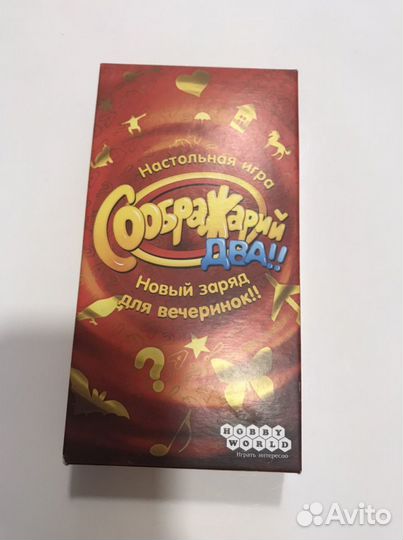 Настольная игра
СообраЖарий
ДВА!!
Новый заряд
для вечеринок!!
?
HOBBY
WORLD
Играть интересно
Avito